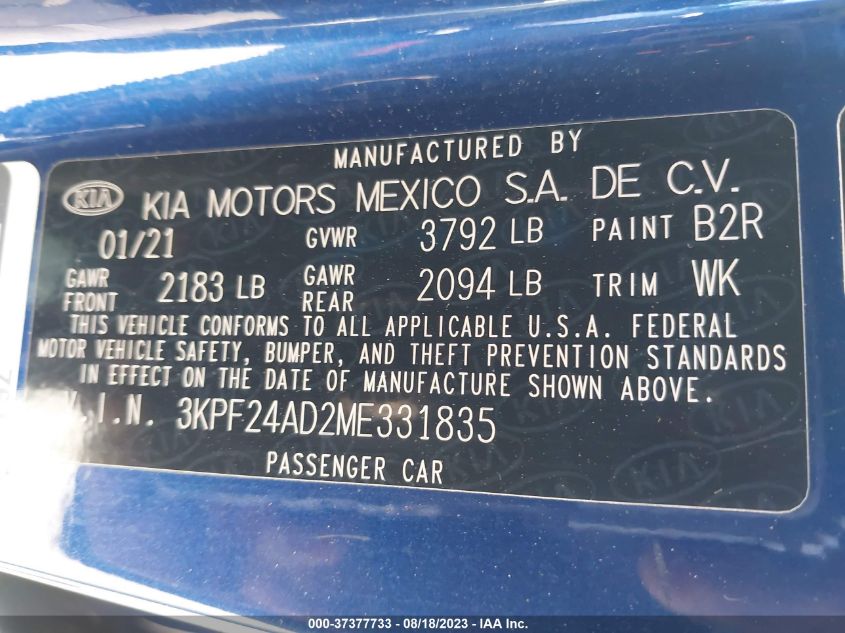 MANUFACTURED BY
KIA KIA MOTORS MEXICO S.A. DE C.V.
01/21 GVWR 3792 LB PAINT B2R
GAWR FRONT 2183 LB GAWR REAR 2094 LB TRIM WK
THIS VEHICLE CONFORMS TO ALL APPLICABLE U.S.A. FEDERAL
MOTOR VEHICLE SAFETY, BUMPER, AND THEFT PREVENTION STANDARDS
IN EFFECT ON THE DATE OF MANUFACTURE SHOWN ABOVE.
V.I.N. 3KPF24AD2ME331835
PASSENGER CAR
000-37377733 - 08/18/2023 - IAA Inc.